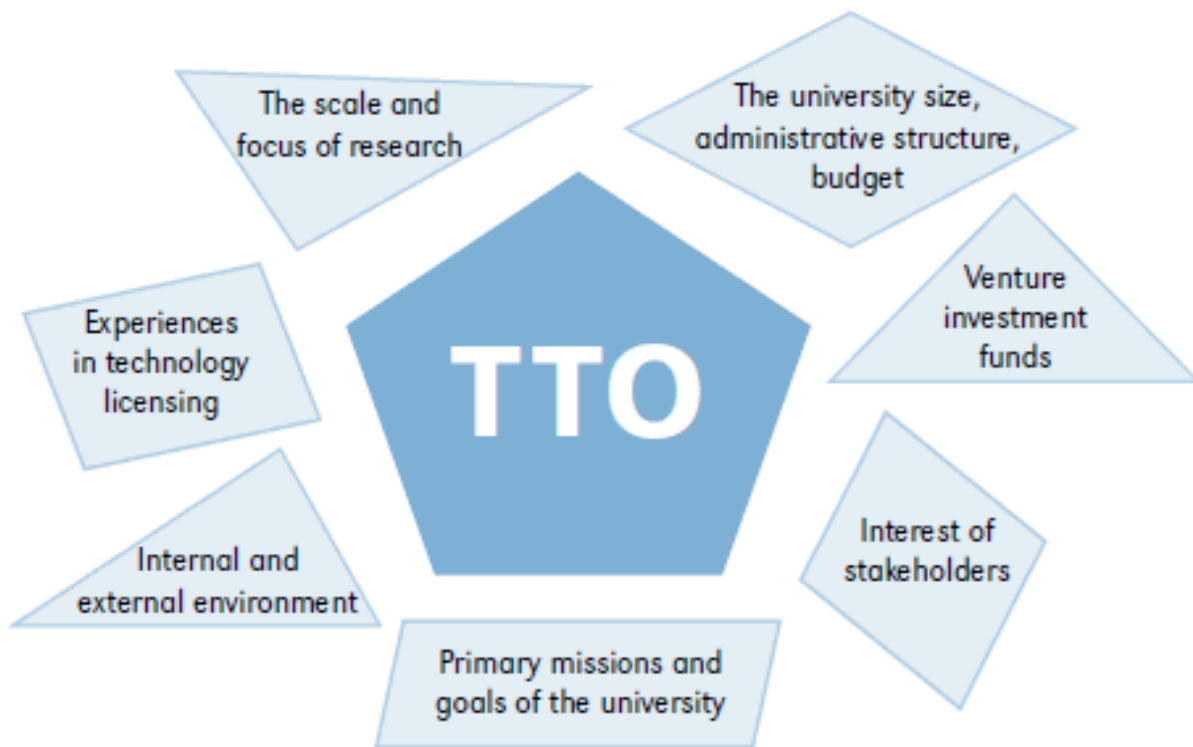 The scale and
focus of research
The university size,
administrative structure,
budget
Venture
investment
funds
Experiences
in technology
licensing
TTO
Interest of
stakeholders
Internal and
external environment
Primary missions and
goals of the university